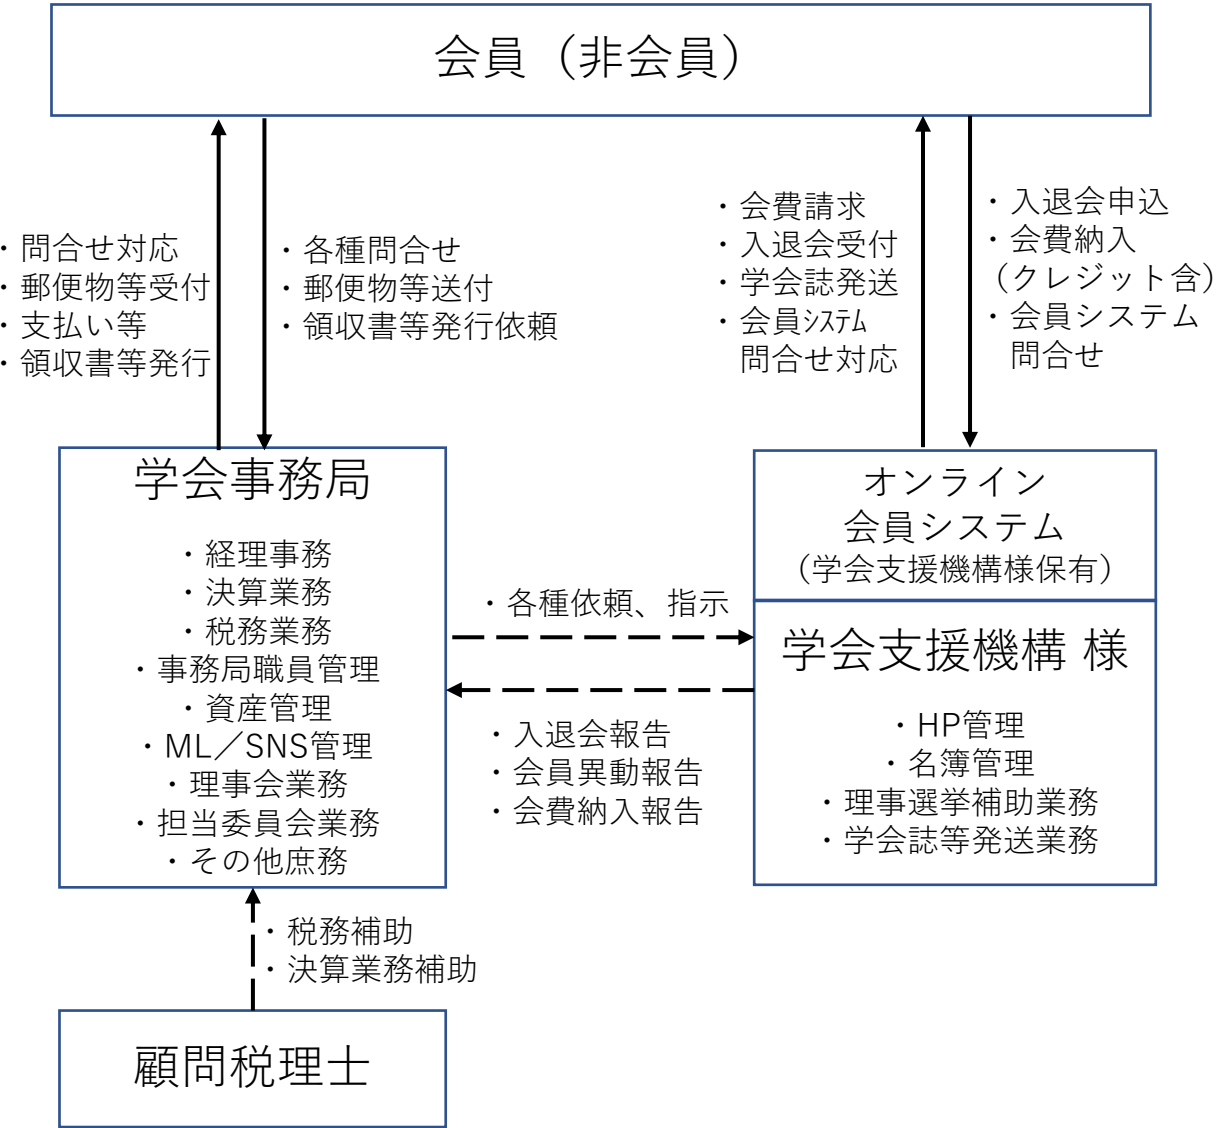 会員（非会員）
・問合せ対応
・郵便物等受付
・支払い等
・領収書等発行
・各種問合せ
・郵便物等送付
・領収書等発行依頼
・会費請求
・入退会受付
・学会誌発送
・会員ｼｽﾃﾑ
問合せ対応
・入退会申込
・会費納入
（クレジット含）
・会員システム
問合せ
学会事務局
・経理事務
・決算業務
・税務業務
・事務局職員管理
・資産管理
・ML／SNS管理
・理事会業務
・担当委員会業務
・その他庶務
・各種依頼、指示
・入退会報告
・会員異動報告
・会費納入報告
オンライン
会員システム
（学会支援機構様保有）
学会支援機構 様
・HP管理
・名簿管理
・理事選挙補助業務
・学会誌等発送業務
・税務補助
・決算業務補助
顧問税理士